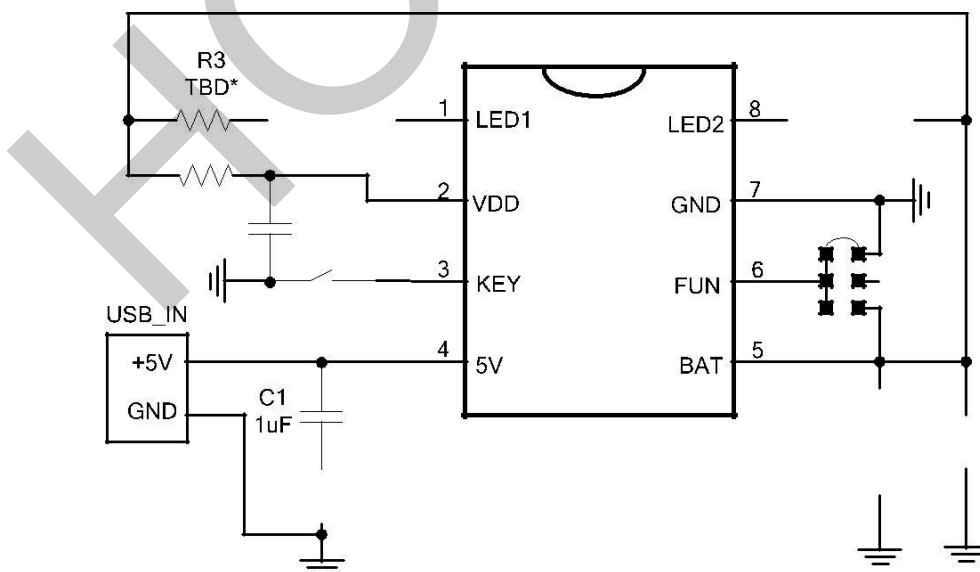 R3
TBD*
1
LED1
LED2
8
2
VDD
GND
7
3
KEY
FUN
6
USB_IN
+5V
4
5V
BAT
5
GND
C1
1uF